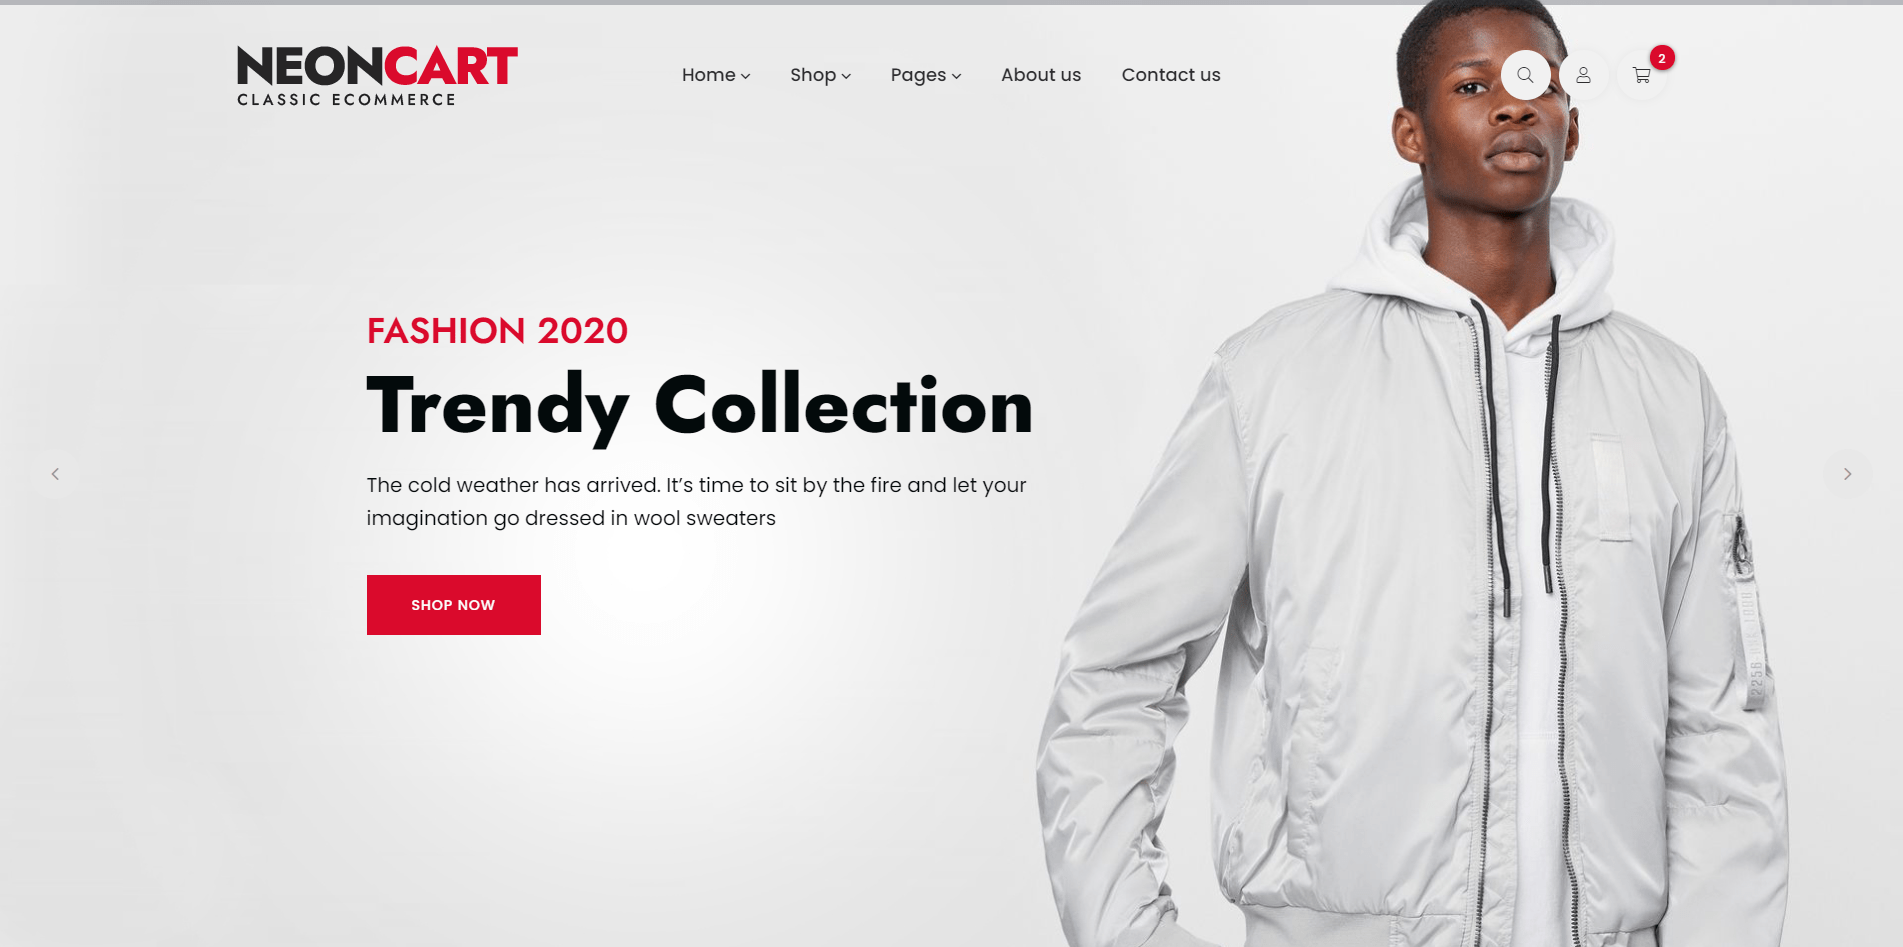 NEONCART
CLASSIC ECOMMERCE
Home
Shop
Pages
About us
Contact us
2
FASHION 2020
Trendy Collection
The cold weather has arrived. It’s time to sit by the fire and let your
imagination go dressed in wool sweaters
SHOP NOW